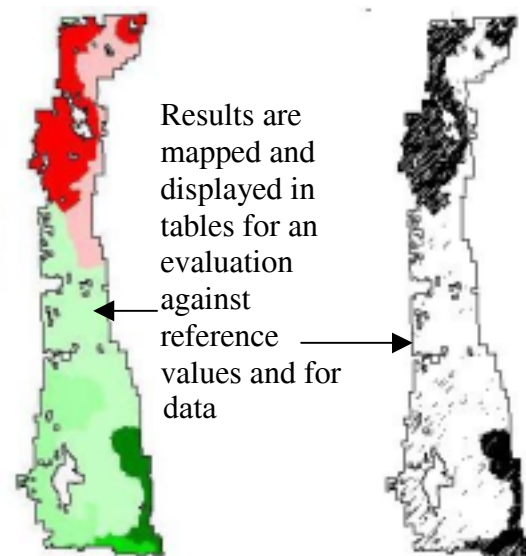 Results are
mapped and
displayed in
tables for an
evaluation
against
reference
values and for
data